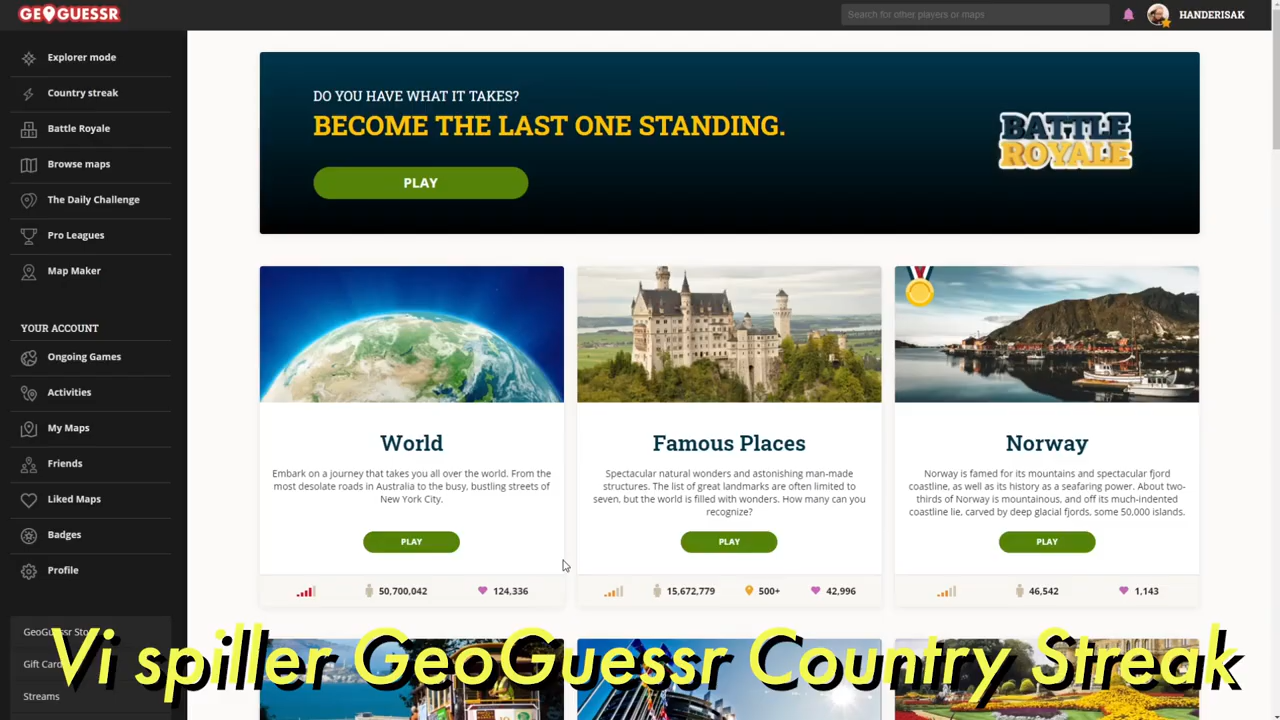 GEOGUESSR
Search for other players or maps
HANDERISAK
Explorer mode
Country streak
Battle Royale
Browse maps
The Daily Challenge
Pro Leagues
Map Maker
YOUR ACCOUNT
Ongoing Games
Activities
My Maps
Friends
Liked Maps
Badges
Profile
Gift Car
Streams
DO YOU HAVE WHAT IT TAKES?
BECOME THE LAST ONE STANDING.
PLAY
BATTLE
ROYALE
World
Embark on a journey that takes you all over the world. From the
most desolate roads in Australia to the busy, bustling streets of
New York City.
PLAY
50,700,042 124,336
Famous Places
Spectacular natural wonders and astonishing man-made
structures. The list of great landmarks are often limited to
seven, but the world is filled with wonders. How many can you
recognize?
PLAY
15,672,779 500+ 42,996
Norway
Norway is famed for its mountains and spectacular fjord
coastline, as well as its history as a seafaring power. About two-
thirds of Norway is mountainous, and off its much-indented
coastline lie, carved by deep glacial fjords, some 50,000 islands.
PLAY
46,542 1,143
Vi spiller GeoGuessr Country Streak